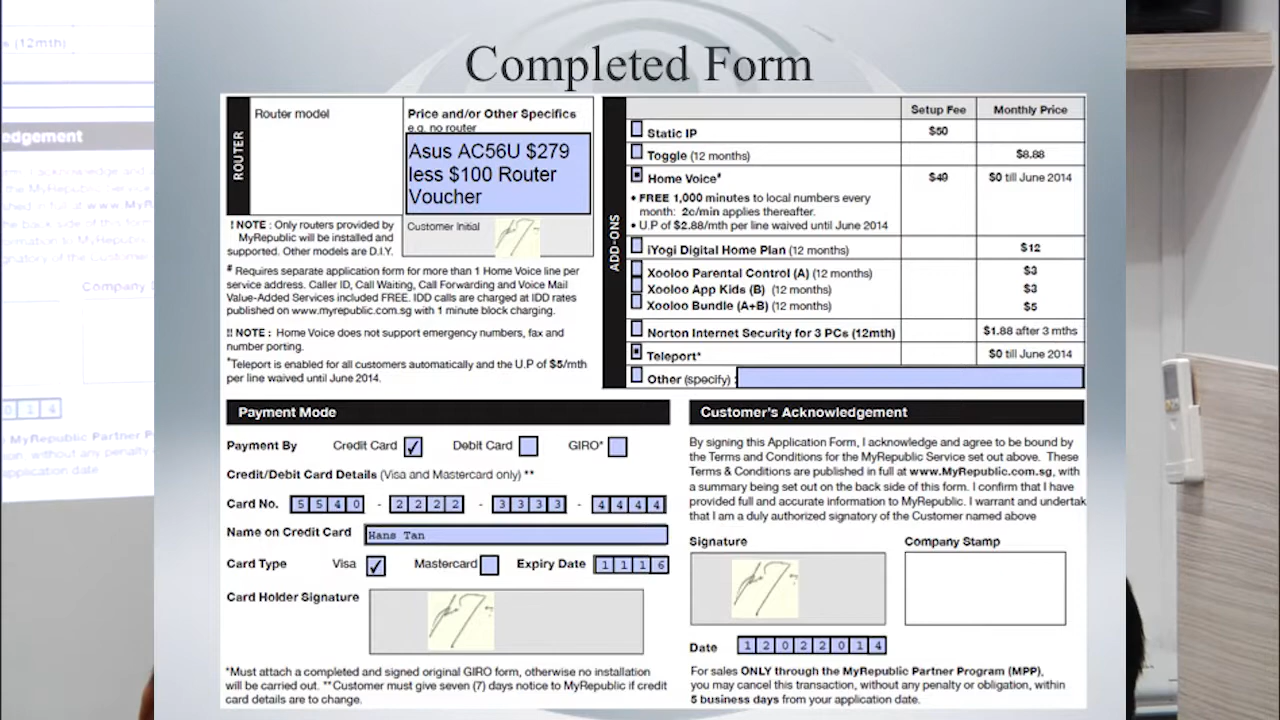 Completed Form
s (12mth)
edgement
Company
0 1 4
MyRepublic Partner P
without any penalty
application date
ROUTER
Router model
Price and/or Other Specifics
e.g. no router
Asus AC56U $279
less $100 Router
Voucher
! NOTE : Only routers provided by
MyRepublic will be installed and
supported. Other models are D.I.Y.
Customer Initial
# Requires separate application form for more than 1 Home Voice line per
service address. Caller ID, Call Waiting, Call Forwarding and Voice Mail
Value-Added Services included FREE. IDD calls are charged at IDD rates
published on www.myrepublic.com.sg with 1 minute block charging.
!! NOTE : Home Voice does not support emergency numbers, fax and
number porting.
*Teleport is enabled for all customers automatically and the U.P of $5/mth
per line waived until June 2014.
ADD-ONS
Setup Fee Monthly Price
Static IP $50
Toggle (12 months) $8.88
Home Voice# $49 $0 till June 2014
• FREE 1,000 minutes to local numbers every
month: 2c/min applies thereafter.
• U.P of $2.88/mth per line waived until June 2014
iYogi Digital Home Plan (12 months) $12
Xooloo Parental Control (A) (12 months) $3
Xooloo App Kids (B) (12 months) $3
Xooloo Bundle (A+B) (12 months) $5
Norton Internet Security for 3 PCs (12mth) $1.88 after 3 mths
Teleport* $0 till June 2014
Other (specify) :
Payment Mode
Payment By Credit Card Debit Card GIRO*
Credit/Debit Card Details (Visa and Mastercard only) **
Card No. 5 5 4 0 - 2 2 2 2 - 3 3 3 3 - 4 4 4 4
Name on Credit Card Hans Tan
Card Type Visa Mastercard Expiry Date 1 1 1 6
Card Holder Signature
*Must attach a completed and signed original GIRO form, otherwise no installation
will be carried out. **Customer must give seven (7) days notice to MyRepublic if credit
card details are to change.
Customer's Acknowledgement
By signing this Application Form, I acknowledge and agree to be bound by
the Terms and Conditions for the MyRepublic Service set out above. These
Terms & Conditions are published in full at www.MyRepublic.com.sg, with
a summary being set out on the back side of this form. I confirm that I have
provided full and accurate information to MyRepublic. I warrant and undertak
that I am a duly authorized signatory of the Customer named above
Signature Company Stamp
Date 1 2 0 2 2 0 1 4
For sales ONLY through the MyRepublic Partner Program (MPP),
you may cancel this transaction, without any penalty or obligation, within
5 business days from your application date.